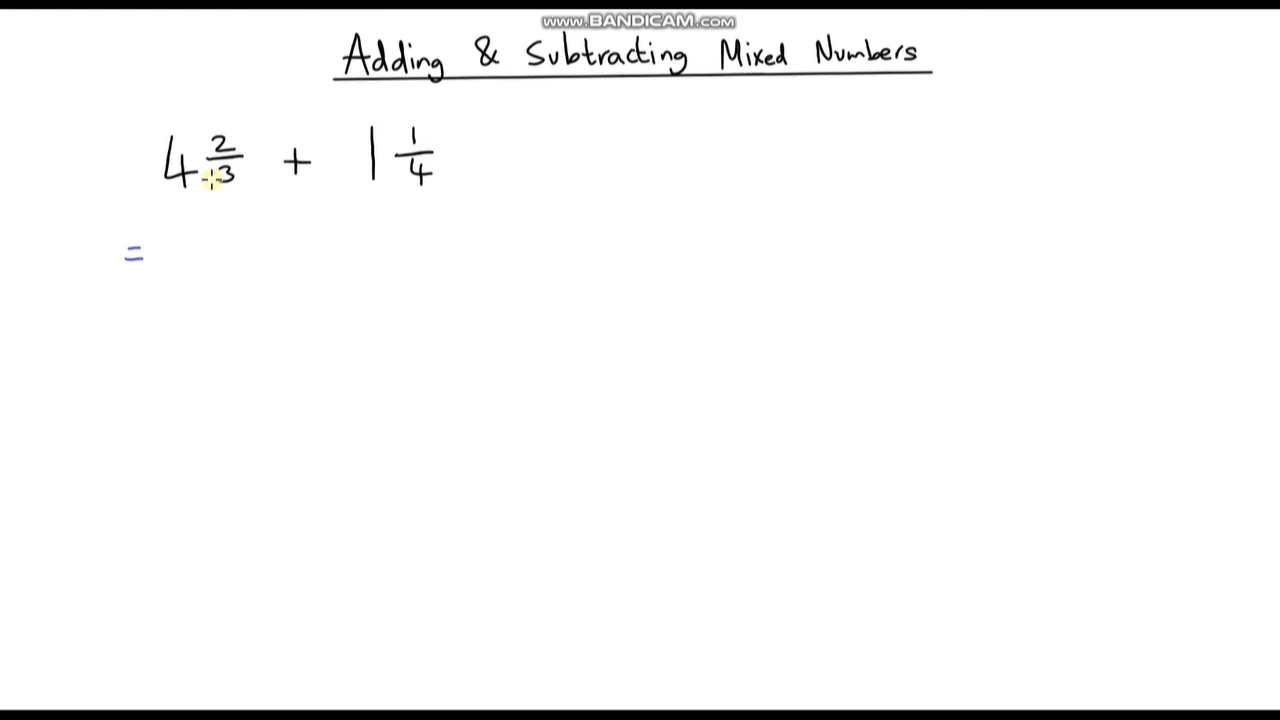 www.BANDICAM.com
Adding & Subtracting Mixed Numbers
4 2/3 + 1 1/4
=